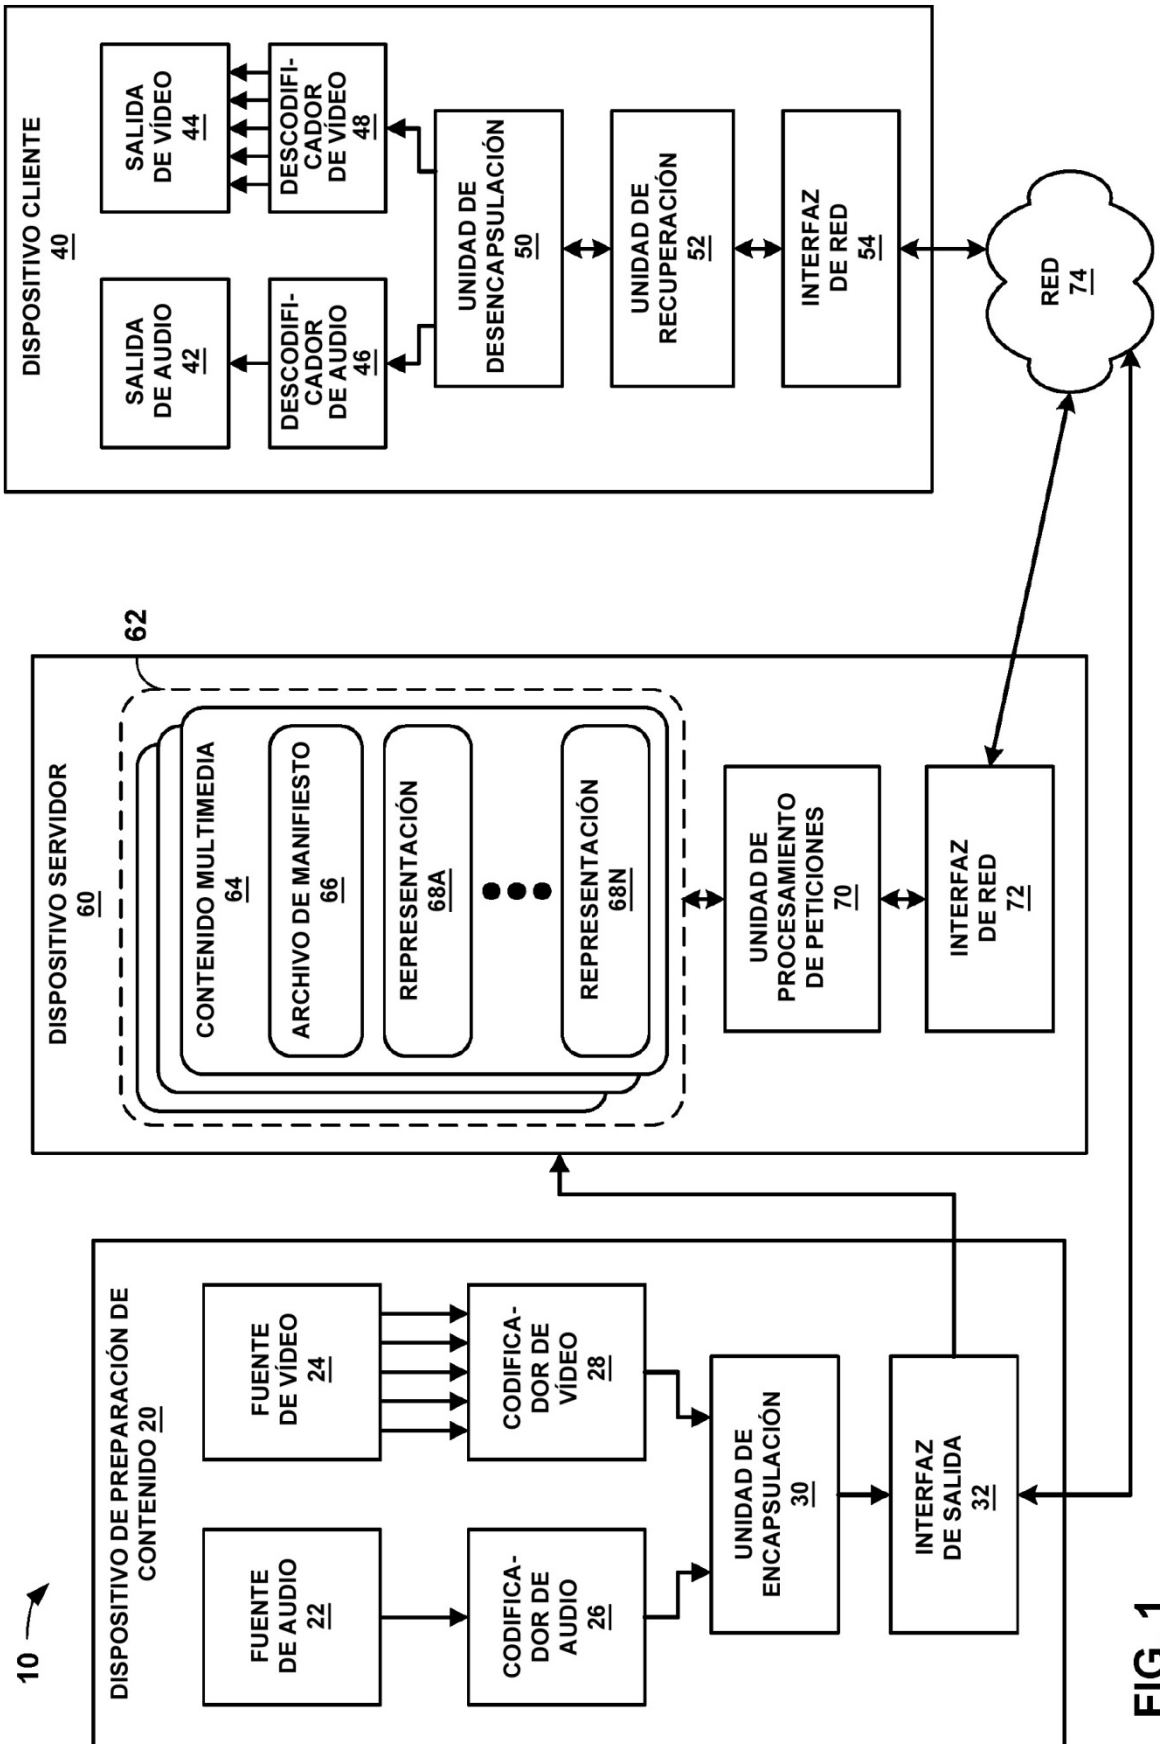 10
DISPOSITIVO DE PREPARACIÓN DE
CONTENIDO 20
FUENTE
DE AUDIO
22
FUENTE
DE VÍDEO
24
CODIFICA-
DOR DE
AUDIO
26
CODIFICA-
DOR DE
VÍDEO
28
UNIDAD DE
ENCAPSULACIÓN
30
INTERFAZ
DE SALIDA
32
DISPOSITIVO SERVIDOR
60
62
CONTENIDO MULTIMEDIA
64
ARCHIVO DE MANIFIESTO
66
REPRESENTACIÓN
68A
REPRESENTACIÓN
68N
UNIDAD DE
PROCESAMIENTO
DE PETICIONES
70
INTERFAZ
DE RED
72
DISPOSITIVO CLIENTE
40
SALIDA
DE AUDIO
42
SALIDA
DE VÍDEO
44
DESCODIFI-
CADOR
DE AUDIO
46
DESCODIFI-
CADOR
DE VÍDEO
48
UNIDAD DE
DESENCAPSULACIÓN
50
UNIDAD DE
RECUPERACIÓN
52
INTERFAZ
DE RED
54
RED
74
FIG. 1